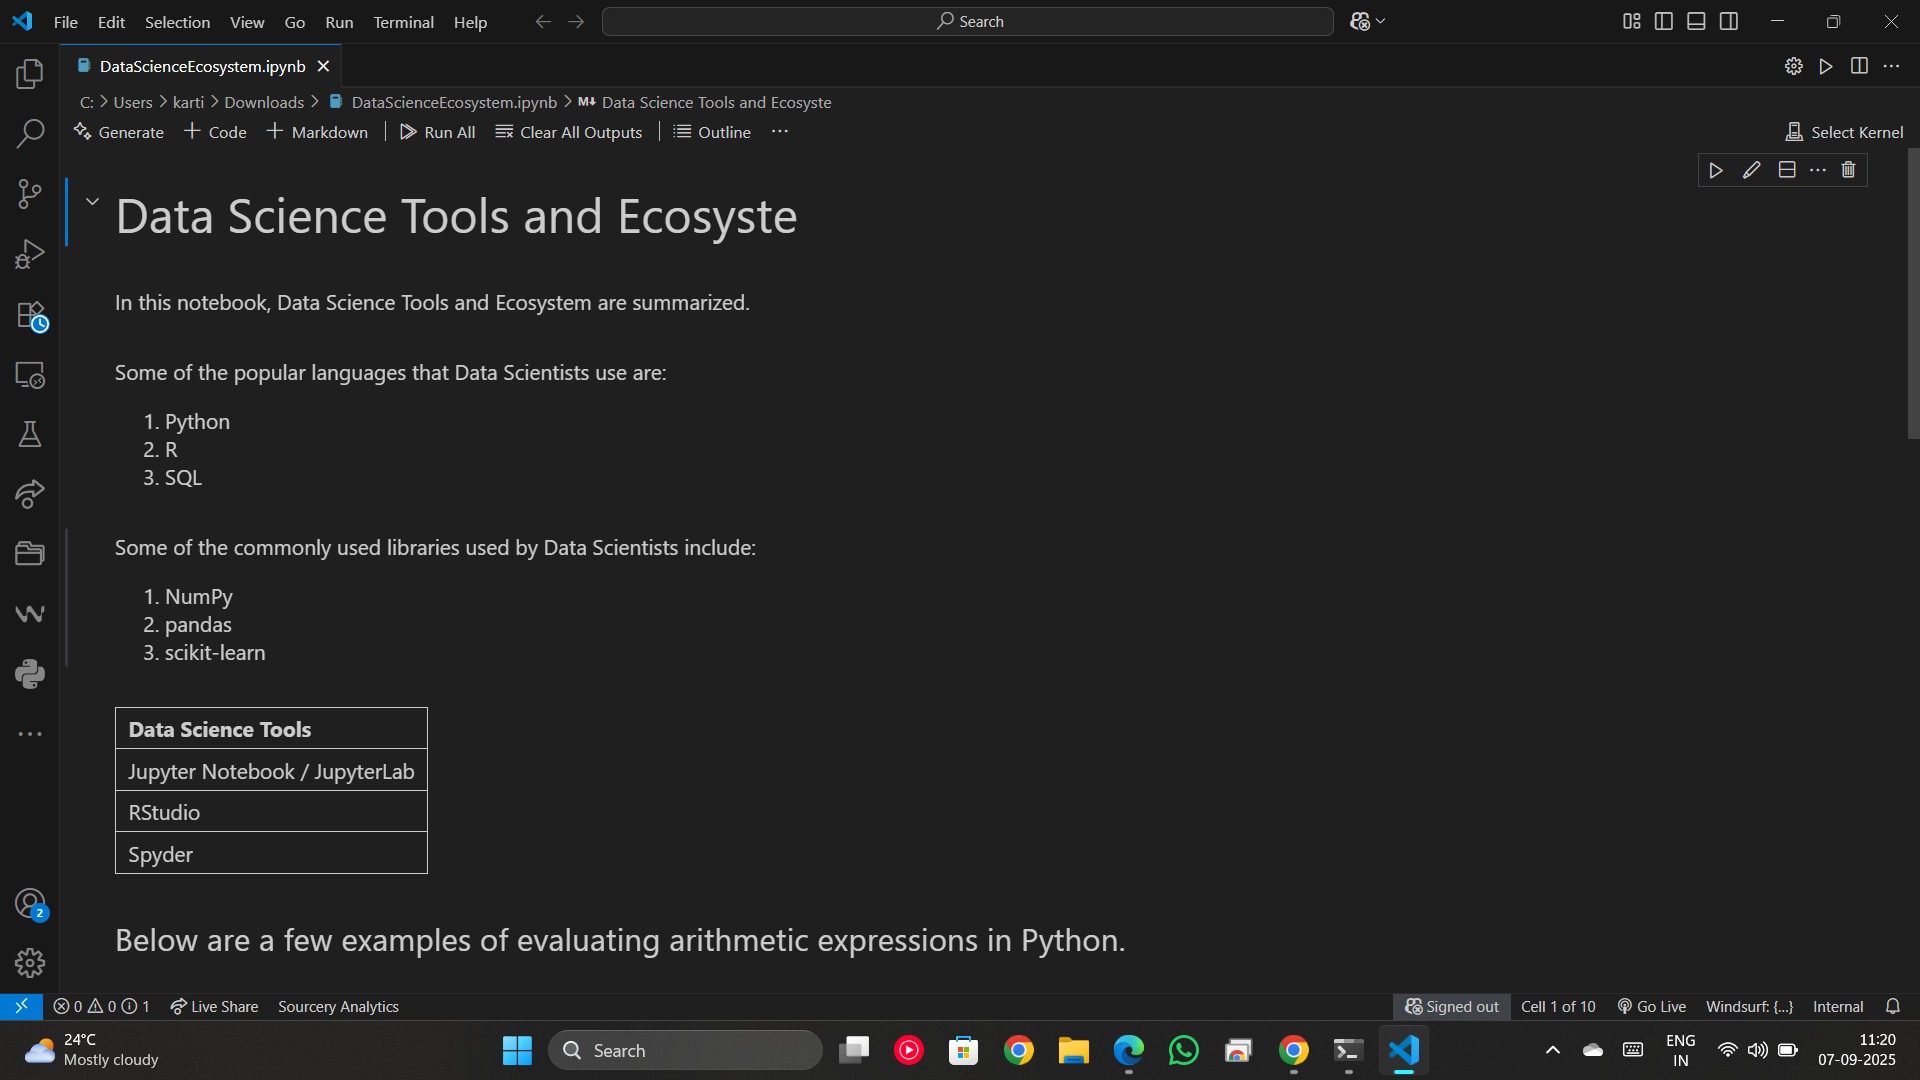 File Edit Selection View Go Run Terminal Help Search
DataScienceEcosystem.ipynb
C: Users karti Downloads DataScienceEcosystem.ipynb M↓ Data Science Tools and Ecosyste
Generate Code Markdown Run All Clear All Outputs Outline Select Kernel
Data Science Tools and Ecosyste
In this notebook, Data Science Tools and Ecosystem are summarized.
Some of the popular languages that Data Scientists use are:
1. Python
2. R
3. SQL
Some of the commonly used libraries used by Data Scientists include:
1. NumPy
2. pandas
3. scikit-learn
Data Science Tools
Jupyter Notebook / JupyterLab
RStudio
Spyder
2
Below are a few examples of evaluating arithmetic expressions in Python.
0 0 1 Live Share Sourcery Analytics Signed out Cell 1 of 10 Go Live Windsurf: {...} Internal
24°C
Mostly cloudy
Search
ENG
IN
11:20
07-09-2025